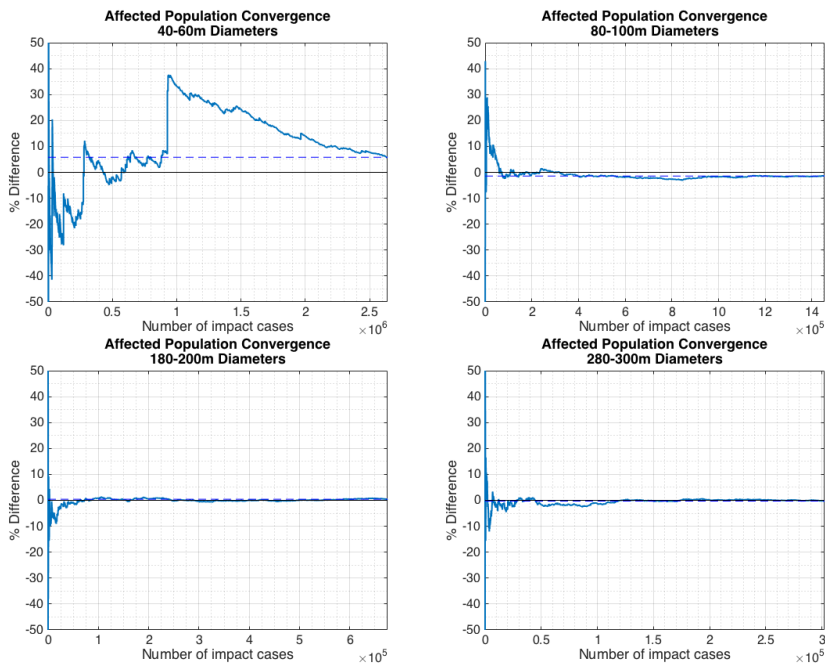 Affected Population Convergence
40-60m Diameters
% Difference
50
40
30
20
10
0
-10
-20
-30
-40
-50
0 0.5 1 1.5 2 2.5
Number of impact cases
×10^6
Affected Population Convergence
80-100m Diameters
% Difference
50
40
30
20
10
0
-10
-20
-30
-40
-50
0 2 4 6 8 10 12 14
Number of impact cases
×10^5
Affected Population Convergence
180-200m Diameters
% Difference
50
40
30
20
10
0
-10
-20
-30
-40
-50
0 1 2 3 4 5 6
Number of impact cases
×10^5
Affected Population Convergence
280-300m Diameters
% Difference
50
40
30
20
10
0
-10
-20
-30
-40
-50
0 0.5 1 1.5 2 2.5 3
Number of impact cases
×10^5